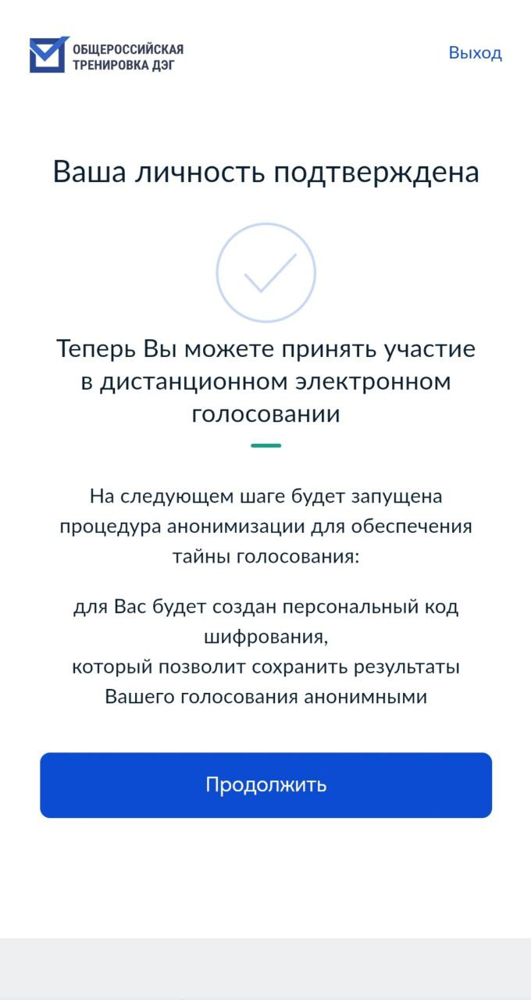 ОБЩЕРОССИЙСКАЯ
ТРЕНИРОВКА ДЭГ
Выход
Ваша личность подтверждена
Теперь Вы можете принять участие
в дистанционном электронном
голосовании
На следующем шаге будет запущена
процедура анонимизации для обеспечения
тайны голосования:
для Вас будет создан персональный код
шифрования,
который позволит сохранить результаты
Вашего голосования анонимными
Продолжить